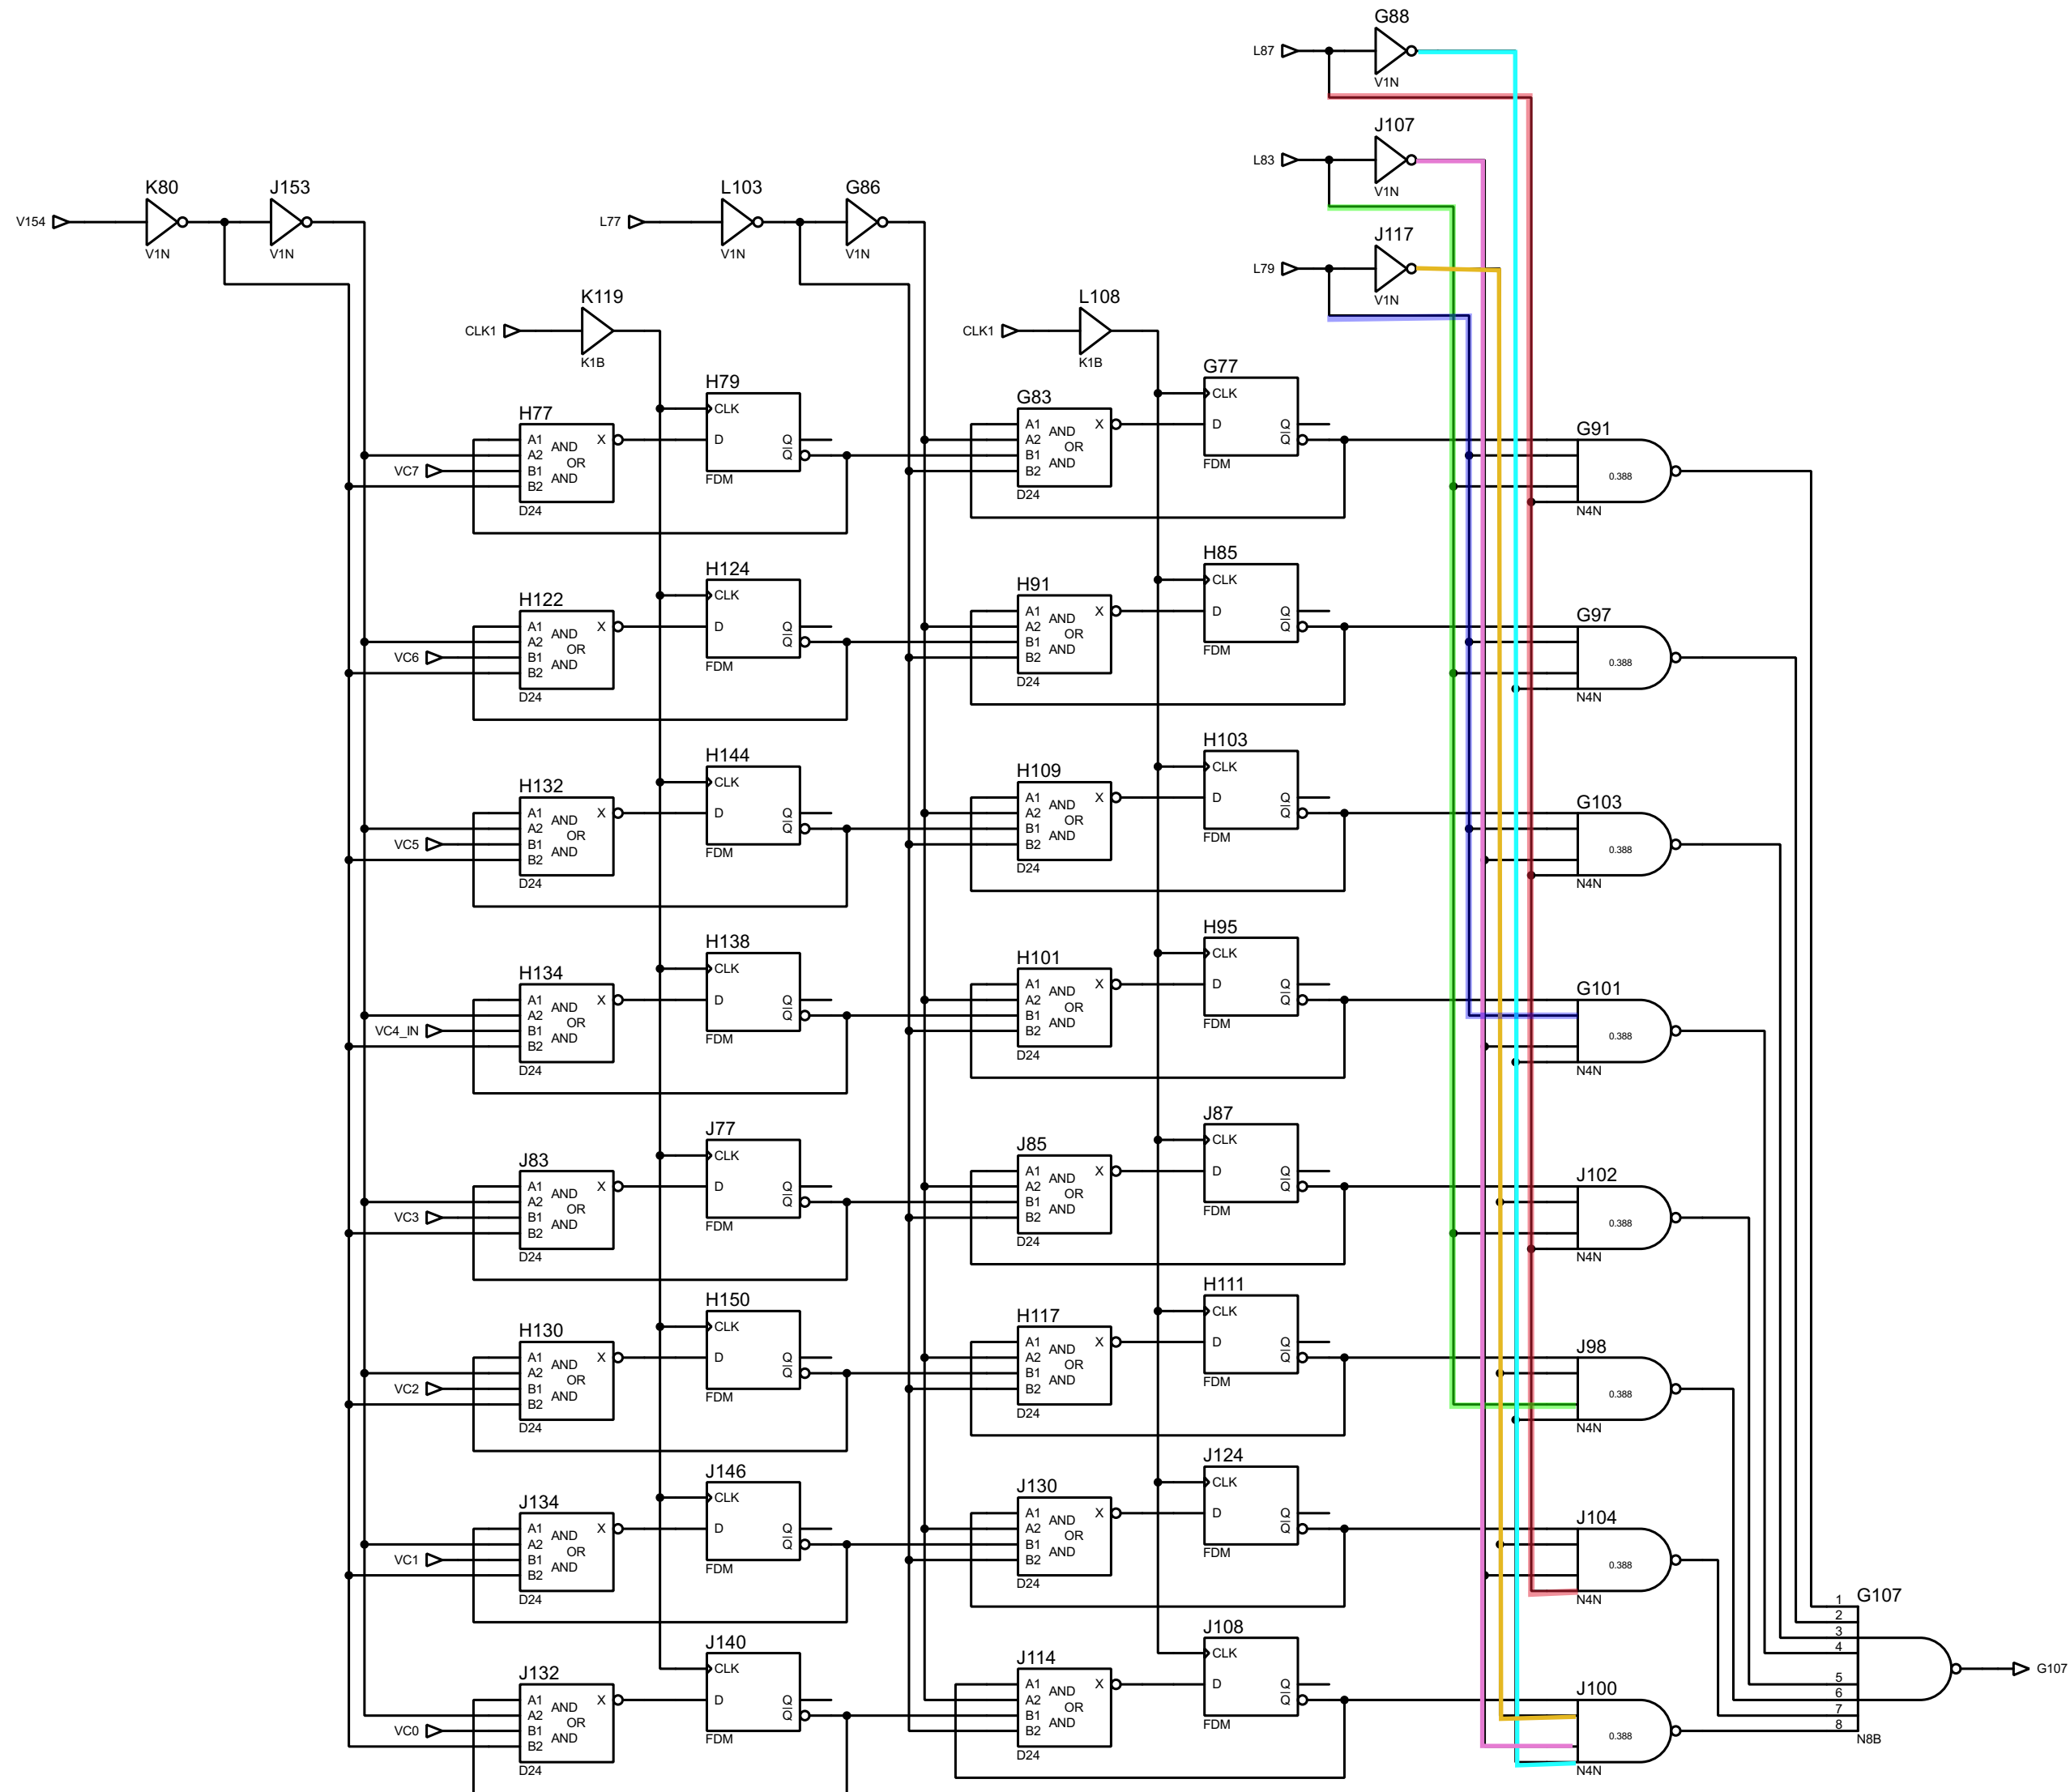 G88
L87
V1N
J107
L83
V1N
K80
J153
L103
G86
V154
L77
V1N
V1N
V1N
V1N
J117
L79
V1N
K119
L108
CLK1
CLK1
K1B
K1B
H79
CLK
D
Q
Q
FDM
H77
A1
A2
B1
B2
AND
OR
AND
X
VC7
D24
G83
A1
A2
B1
B2
AND
OR
AND
X
D24
G77
CLK
D
Q
Q
FDM
G91
0.388
N4N
H124
CLK
D
Q
Q
FDM
H122
A1
A2
B1
B2
AND
OR
AND
X
VC6
D24
H91
A1
A2
B1
B2
AND
OR
AND
X
D24
H85
CLK
D
Q
Q
FDM
G97
0.388
N4N
H144
CLK
D
Q
Q
FDM
H132
A1
A2
B1
B2
AND
OR
AND
X
VC5
D24
H109
A1
A2
B1
B2
AND
OR
AND
X
D24
H103
CLK
D
Q
Q
FDM
G103
0.388
N4N
H138
CLK
D
Q
Q
FDM
H134
A1
A2
B1
B2
AND
OR
AND
X
VC4_IN
D24
H101
A1
A2
B1
B2
AND
OR
AND
X
D24
H95
CLK
D
Q
Q
FDM
G101
0.388
N4N
J77
CLK
D
Q
Q
FDM
J83
A1
A2
B1
B2
AND
OR
AND
X
VC3
D24
J85
A1
A2
B1
B2
AND
OR
AND
X
D24
J87
CLK
D
Q
Q
FDM
J102
0.388
N4N
H150
CLK
D
Q
Q
FDM
H130
A1
A2
B1
B2
AND
OR
AND
X
VC2
D24
H117
A1
A2
B1
B2
AND
OR
AND
X
D24
H111
CLK
D
Q
Q
FDM
J98
0.388
N4N
J146
CLK
D
Q
Q
FDM
J134
A1
A2
B1
B2
AND
OR
AND
X
VC1
D24
J130
A1
A2
B1
B2
AND
OR
AND
X
D24
J124
CLK
D
Q
Q
FDM
J104
0.388
N4N
J140
CLK
D
Q
Q
FDM
J132
A1
A2
B1
B2
AND
OR
AND
X
VC0
D24
J114
A1
A2
B1
B2
AND
OR
AND
X
D24
J108
CLK
D
Q
Q
FDM
J100
0.388
N4N
G107
1
2
3
4
5
6
7
8
N8B
G107